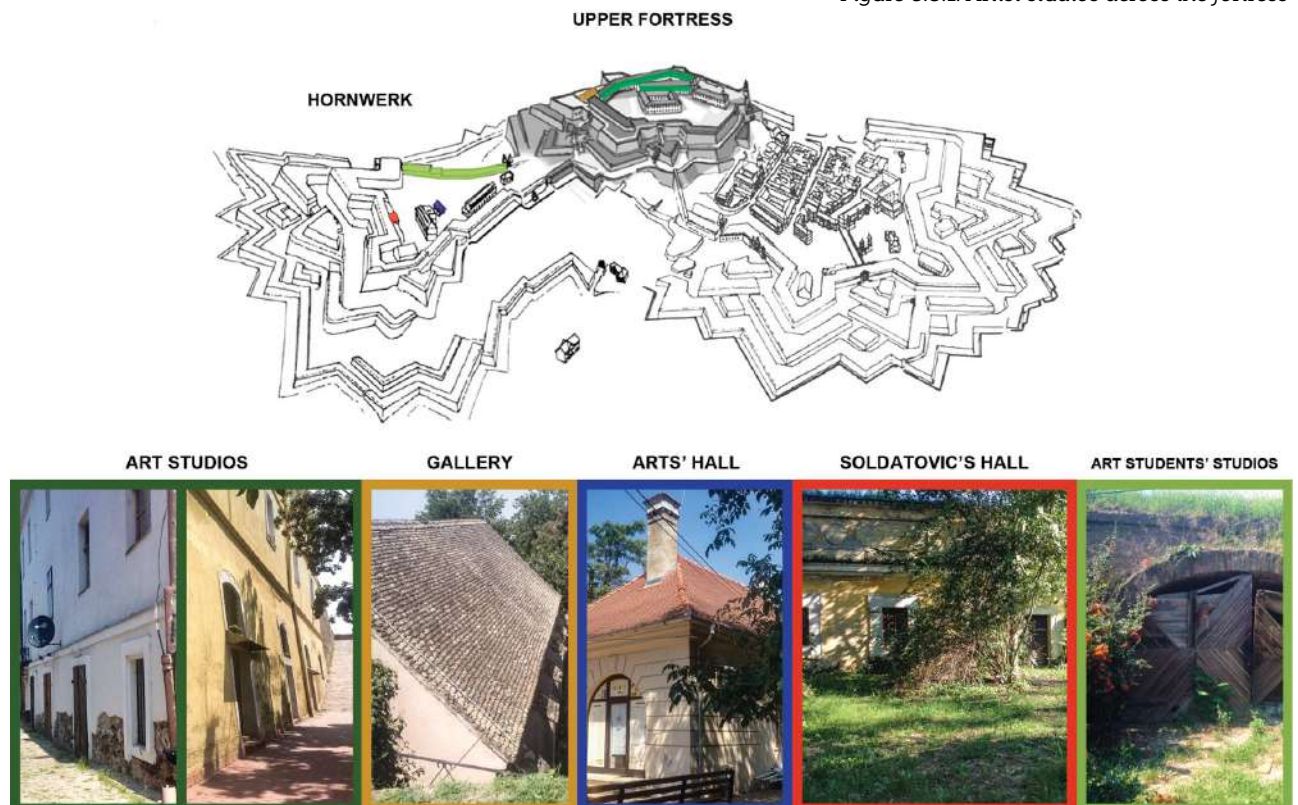 UPPER FORTRESS
HORNWERK
ART STUDIOS
GALLERY
ARTS' HALL
SOLDATOVIC'S HALL
ART STUDENTS' STUDIOS